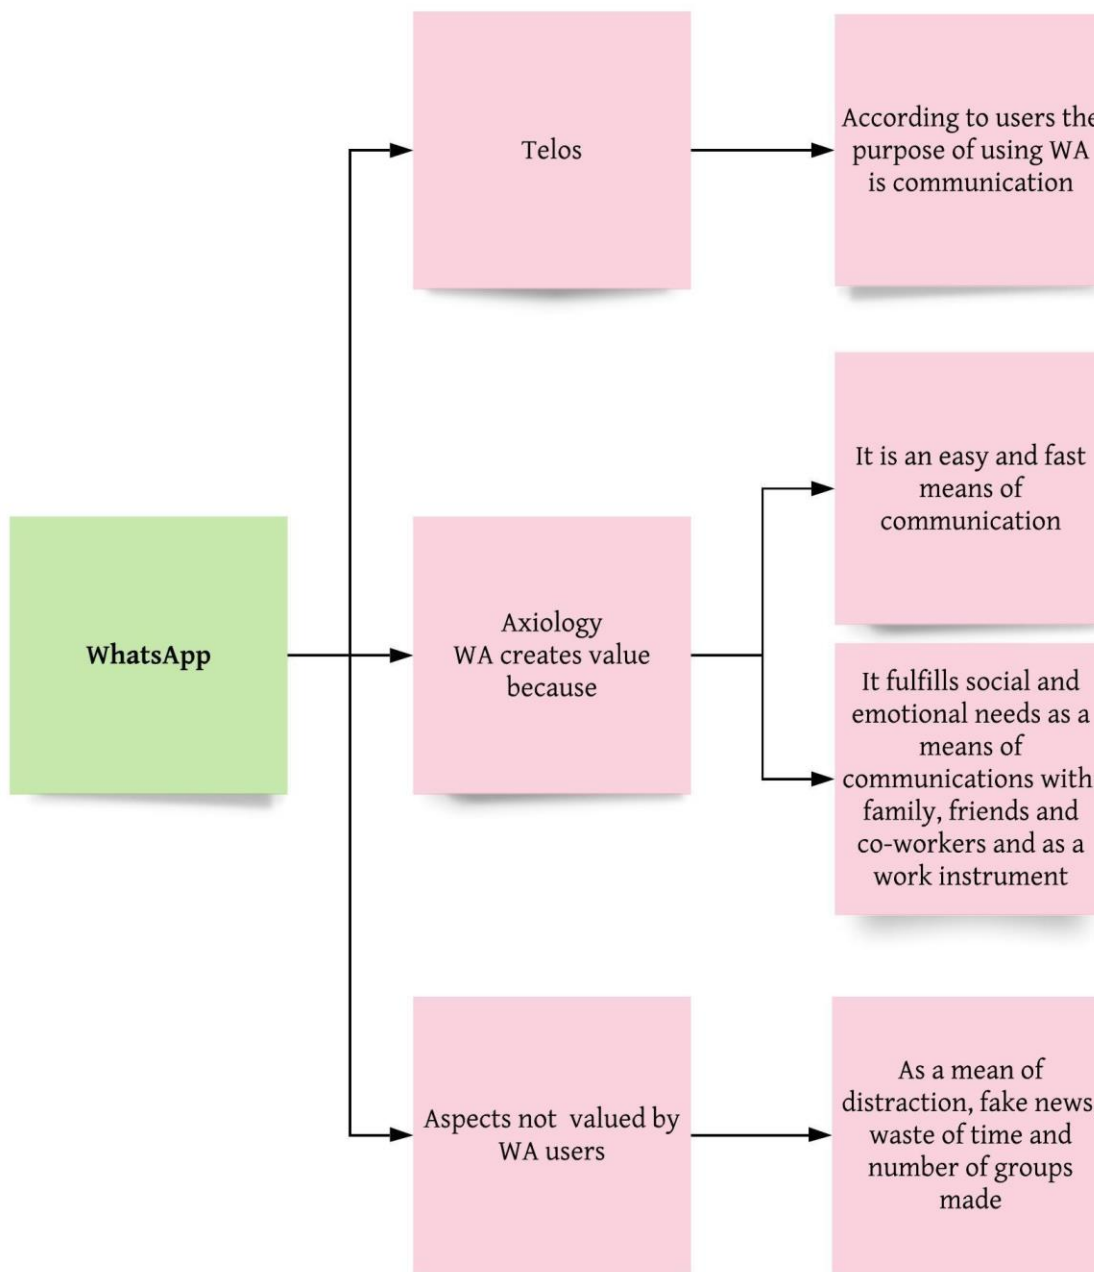 Telos
According to users the
purpose of using WA
is communication
It is an easy and fast
means of
communication
WhatsApp
Axiology
WA creates value
because
It fulfills social and
emotional needs as a
means of
communications with
family, friends and
co-workers and as a
work instrument
Aspects not valued by
WA users
As a mean of
distraction, fake news
waste of time and
number of groups
made